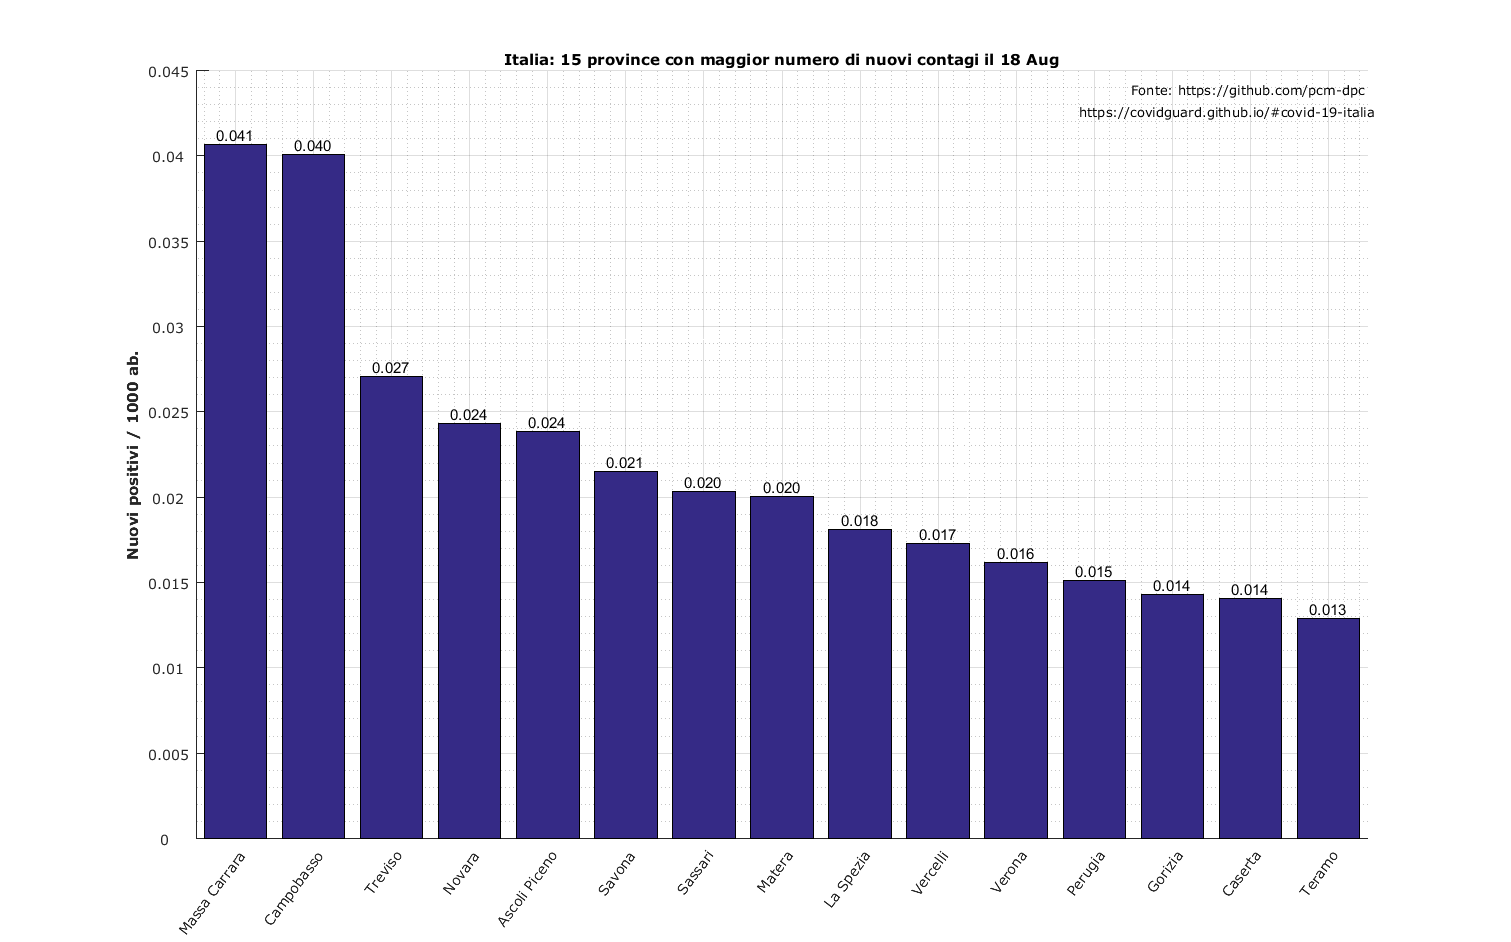 Italia: 15 province con maggior numero di nuovi contagi il 18 Aug
Fonte: https://github.com/pcm-dpc
https://covidguard.github.io/#covid-19-italia
Nuovi positivi / 1000 ab.
0.045
0.04
0.035
0.03
0.025
0.02
0.015
0.01
0.005
0
0.041
0.040
0.027
0.024
0.024
0.021
0.020
0.020
0.018
0.017
0.016
0.015
0.014
0.014
0.013
Massa Carrara
Campobasso
Treviso
Novara
Ascoli Piceno
Savona
Sassari
Matera
La Spezia
Vercelli
Verona
Perugia
Gorizia
Caserta
Teramo